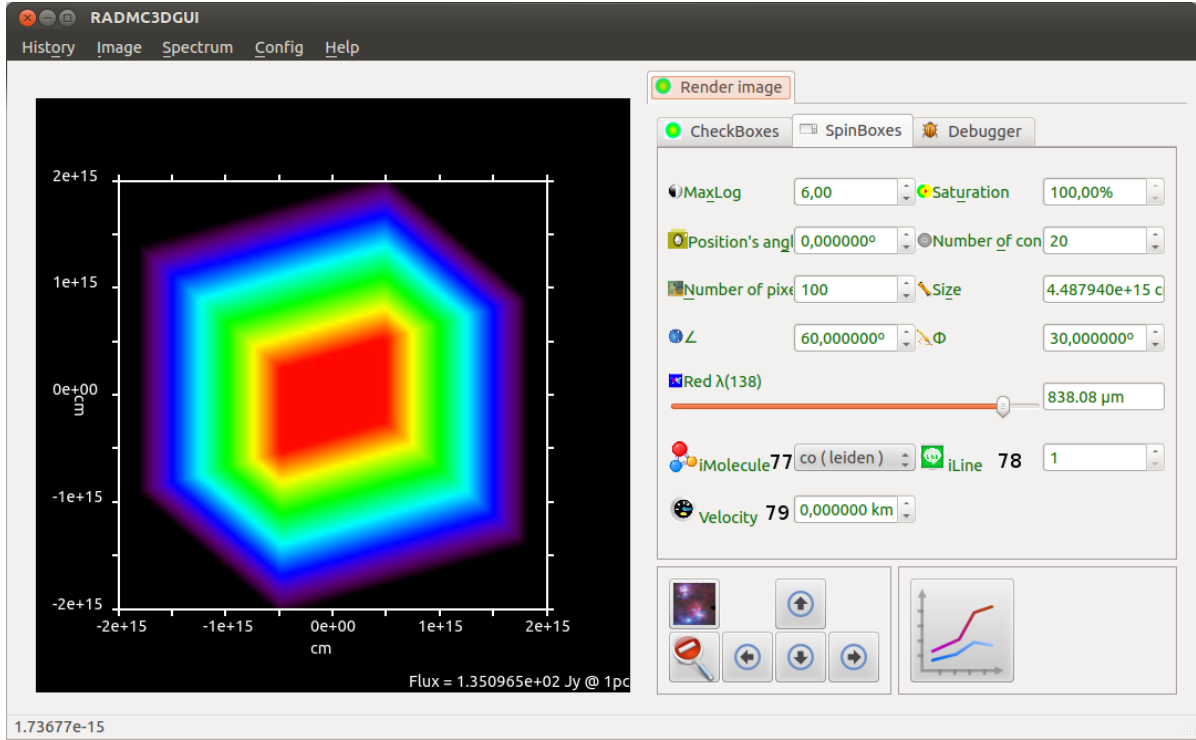 RADMC3DGUI
History Image Spectrum Config Help
Render image
CheckBoxes SpinBoxes Debugger
MaxLog 6,00 Saturation 100,00%
Position's angl 0,000000º Number of con 20
Number of pixe 100 Size 4.487940e+15 c
∠ 60,000000º Φ 30,000000º
Red λ(138)
838.08 µm
iMolecule 77 co ( leiden ) iLine 78 1
Velocity 79 0,000000 km
2e+15
1e+15
0e+00
cm
-1e+15
-2e+15
-2e+15 -1e+15 0e+00 1e+15 2e+15
cm
Flux = 1.350965e+02 Jy @ 1pc
1.73677e-15